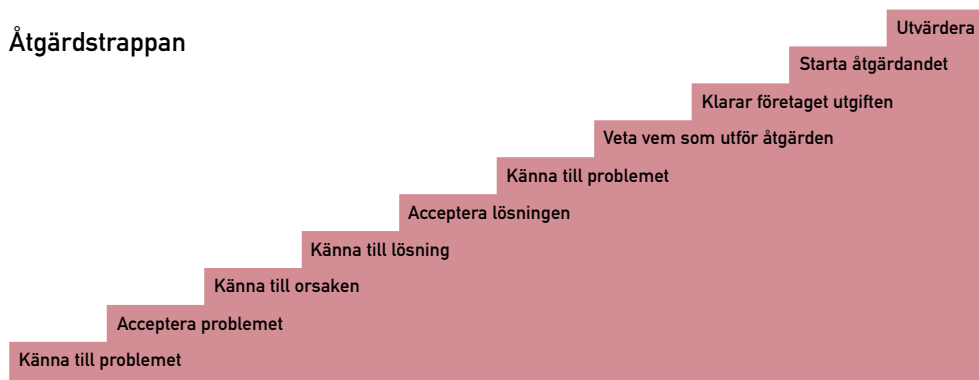 Åtgärdstrappan
Utvärdera
Starta åtgärdandet
Klarar företaget utgiften
Veta vem som utför åtgärden
Känna till problemet
Acceptera lösningen
Känna till lösning
Känna till orsaken
Acceptera problemet
Känna till problemet